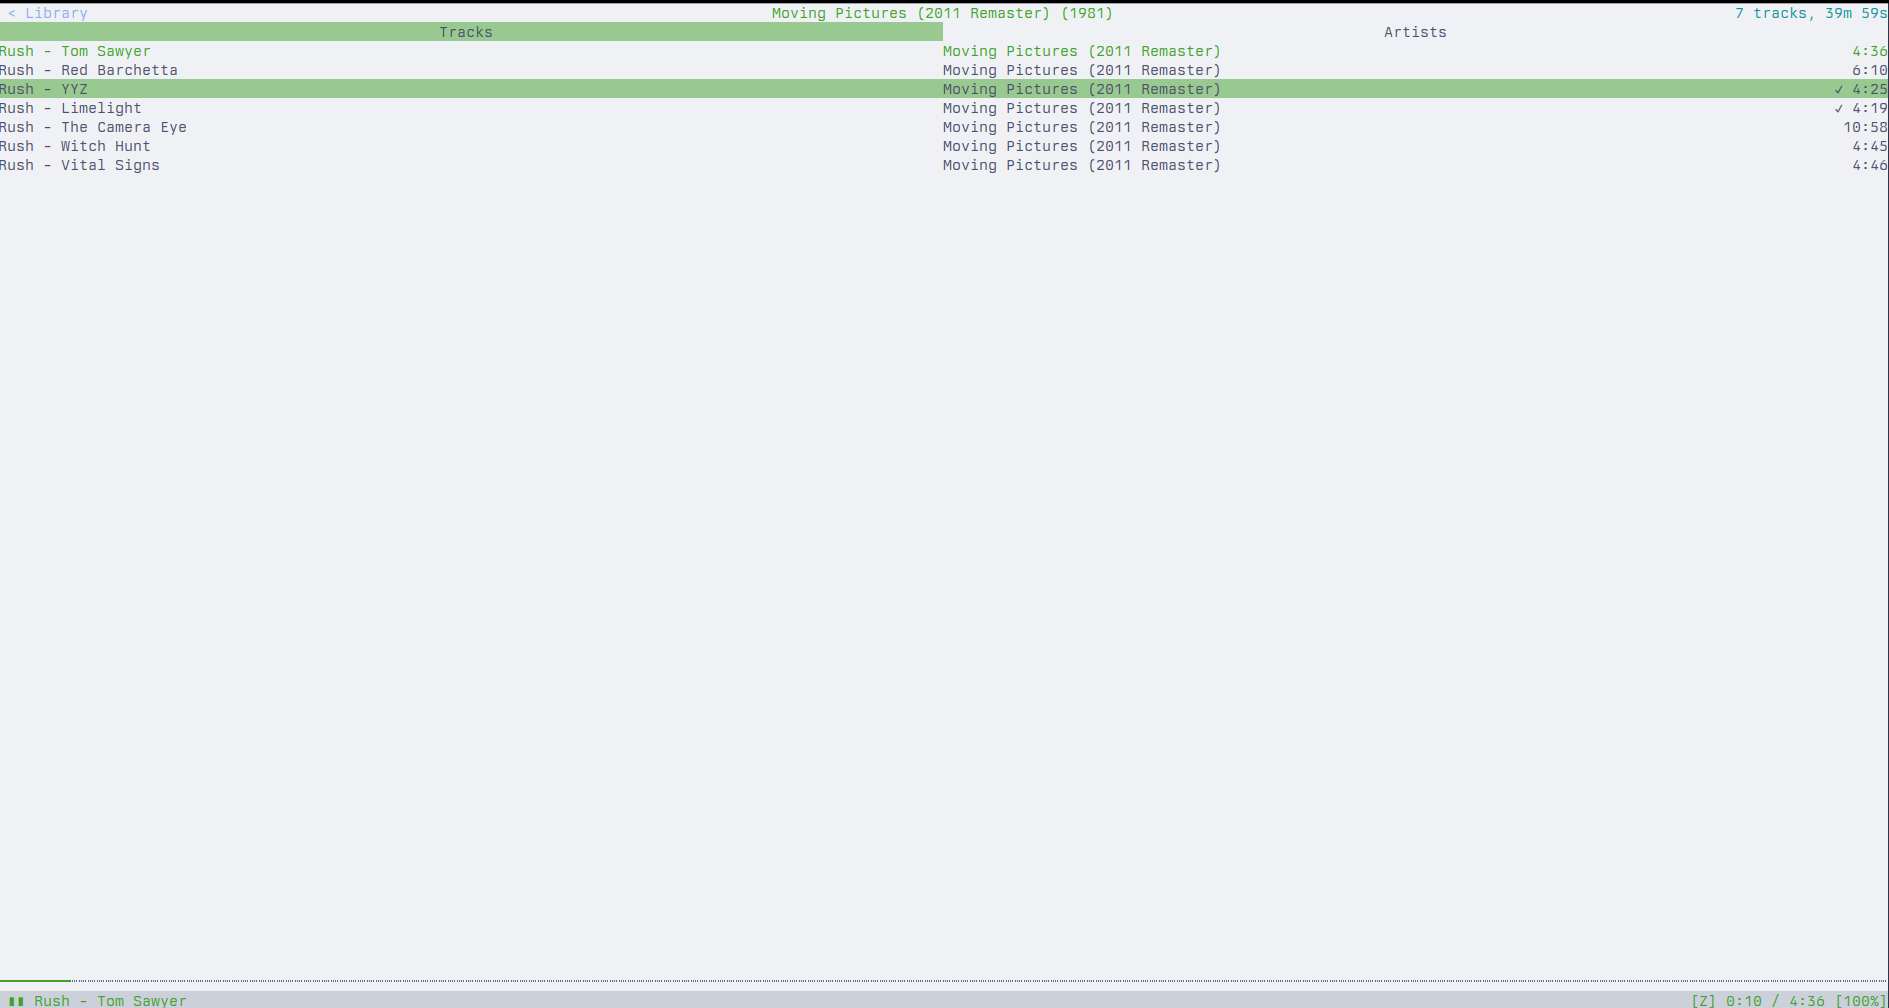 < Library Moving Pictures (2011 Remaster) (1981) 7 tracks, 39m 59s
Tracks Artists
Rush - Tom Sawyer Moving Pictures (2011 Remaster) 4:36
Rush - Red Barchetta Moving Pictures (2011 Remaster) 6:10
Rush - YYZ Moving Pictures (2011 Remaster) ✓ 4:25
Rush - Limelight Moving Pictures (2011 Remaster) ✓ 4:19
Rush - The Camera Eye Moving Pictures (2011 Remaster) 10:58
Rush - Witch Hunt Moving Pictures (2011 Remaster) 4:45
Rush - Vital Signs Moving Pictures (2011 Remaster) 4:46
Rush - Tom Sawyer [Z] 0:10 / 4:36 [100%]